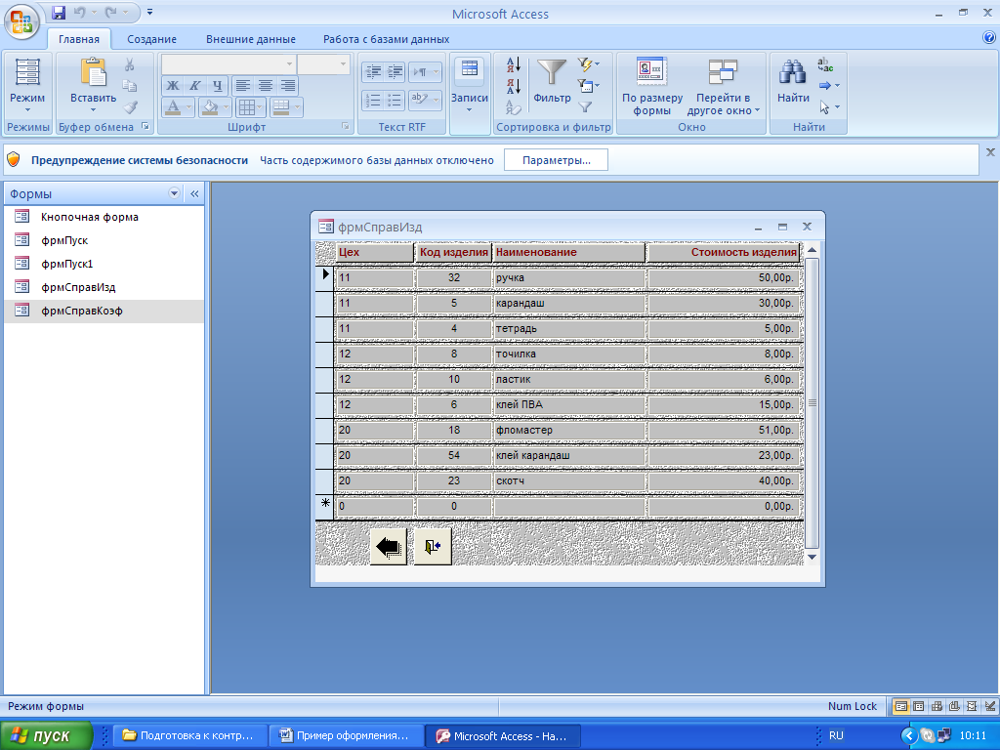 Microsoft Access
Главная Создание Внешние данные Работа с базами данных
Режим Вставить Ж К Ч Записи Фильтр По размеру формы Перейти в другое окно Найти
Режимы Буфер обмена Шрифт Текст RTF Сортировка и фильтр Окно Найти
Предупреждение системы безопасности Часть содержимого базы данных отключено Параметры...
Формы
Кнопочная форма
фрмПуск
фрмПуск1
фрмСправИзд
фрмСправКоэф
фрмСправИзд
Цех Код изделия Наименование Стоимость изделия
11 32 ручка 50,00р.
11 5 карандаш 30,00р.
11 4 тетрадь 5,00р.
12 8 точилка 8,00р.
12 10 ластик 6,00р.
12 6 клей ПВА 15,00р.
20 18 фломастер 51,00р.
20 54 клей карандаш 23,00р.
20 23 скотч 40,00р.
0 0 0,00р.
Режим формы Num Lock
пуск Подготовка к контр... Пример оформления... Microsoft Access - На... RU 10:11